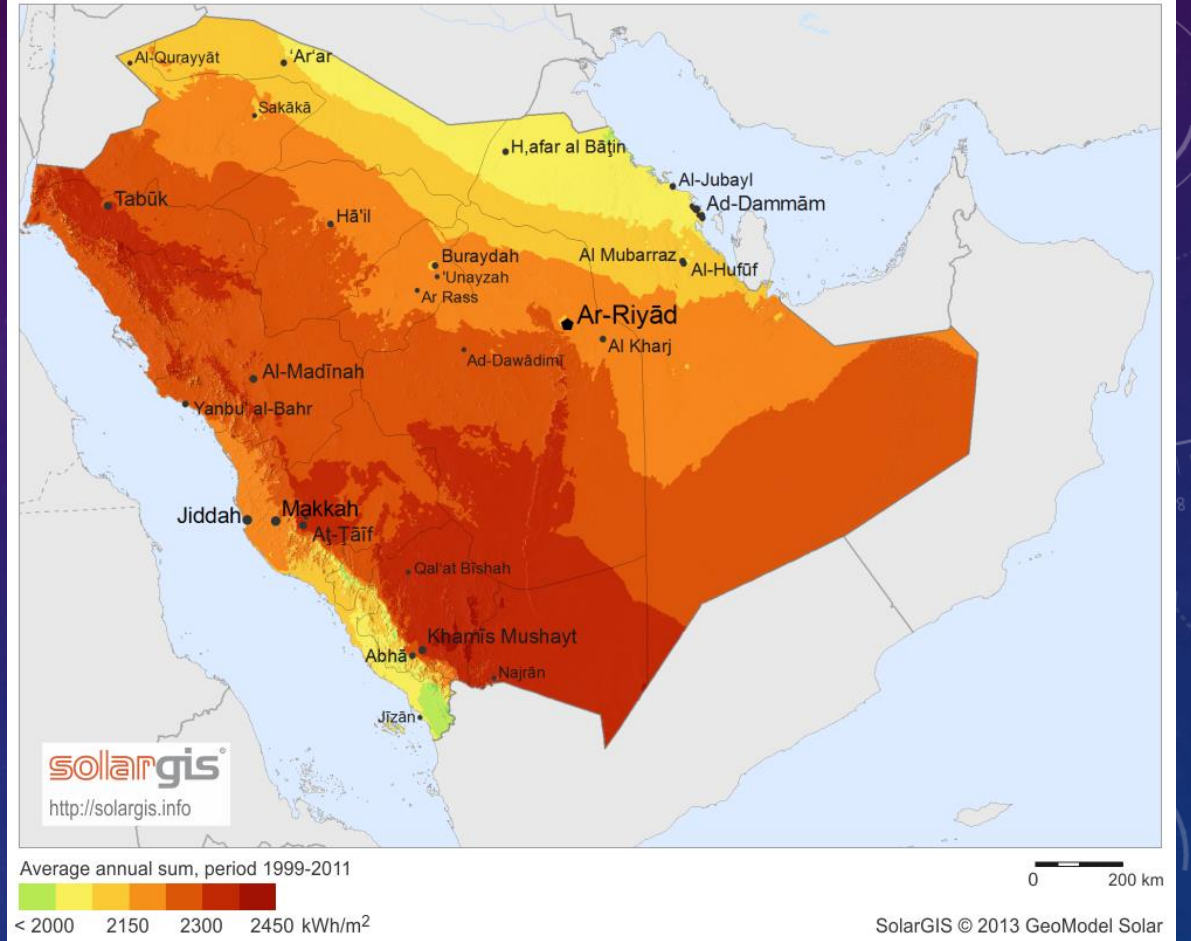 Al-Qurayyāt
'Ar'ar
Sakākā
H,afar al Bāţin
Al-Jubayl
Tabūk
Ad-Dammām
Hā'il
Buraydah
Al Mubarraz
'Unayzah
Al-Hufūf
Ar Rass
Ar-Riyād
Al Kharj
Ad-Dawādimī
Al-Madīnah
Yanbu' al-Bahr
Makkah
Jiddah
Aţ-Ţāīf
Qal'at Bīshah
Khamīs Mushayt
Abhā
Najrān
Jīzān
solargis
http://solargis.info
Average annual sum, period 1999-2011
< 2000 2150 2300 2450 kWh/m²
0 200 km
SolarGIS © 2013 GeoModel Solar